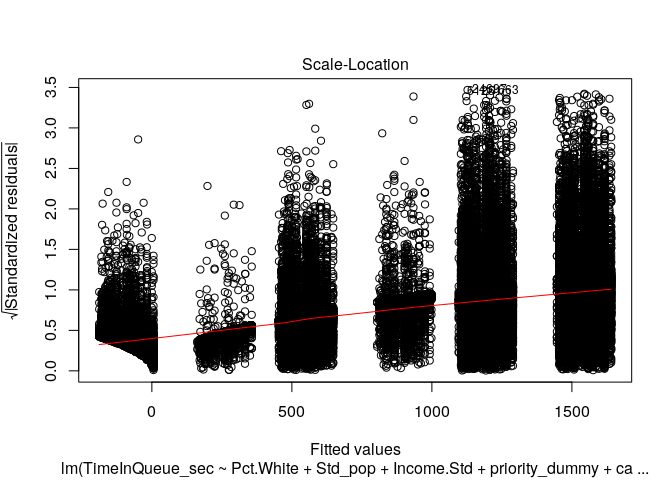 Scale-Location
√|Standardized residuals|
3.5
3.0
2.5
2.0
1.5
1.0
0.5
0.0
0 500 1000 1500
Fitted values
lm(TimeInQueue_sec ~ Pct.White + Std_pop + Income.Std + priority_dummy + ca ...